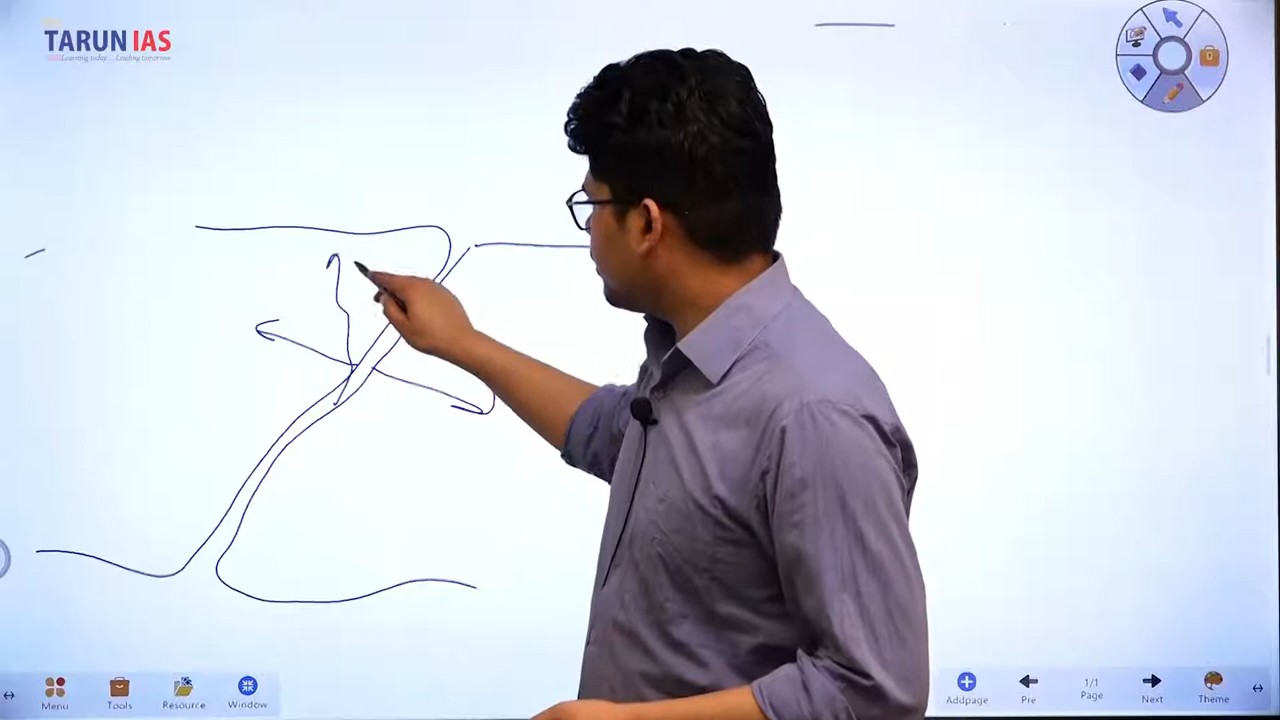 TARUN IAS
Learning today... Leading tomorrow
Menu
Tools
Resource
Window
Addpage
Pre
1/1
Page
Next
Theme